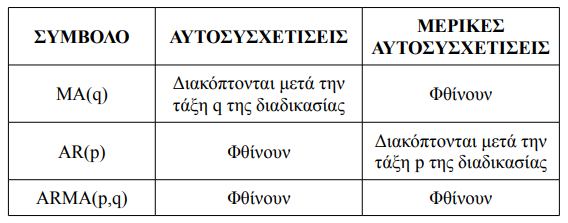 ΣΥΜΒΟΛΟ
ΑΥΤΟΣΥΣΧΕΤΙΣΕΙΣ
ΜΕΡΙΚΕΣ
ΑΥΤΟΣΥΣΧΕΤΙΣΕΙΣ
MA(q)
Διακόπτονται μετά την
τάξη q της διαδικασίας
Φθίνουν
AR(p)
Φθίνουν
Διακόπτονται μετά την
τάξη p της διαδικασίας
ARMA(p,q)
Φθίνουν
Φθίνουν